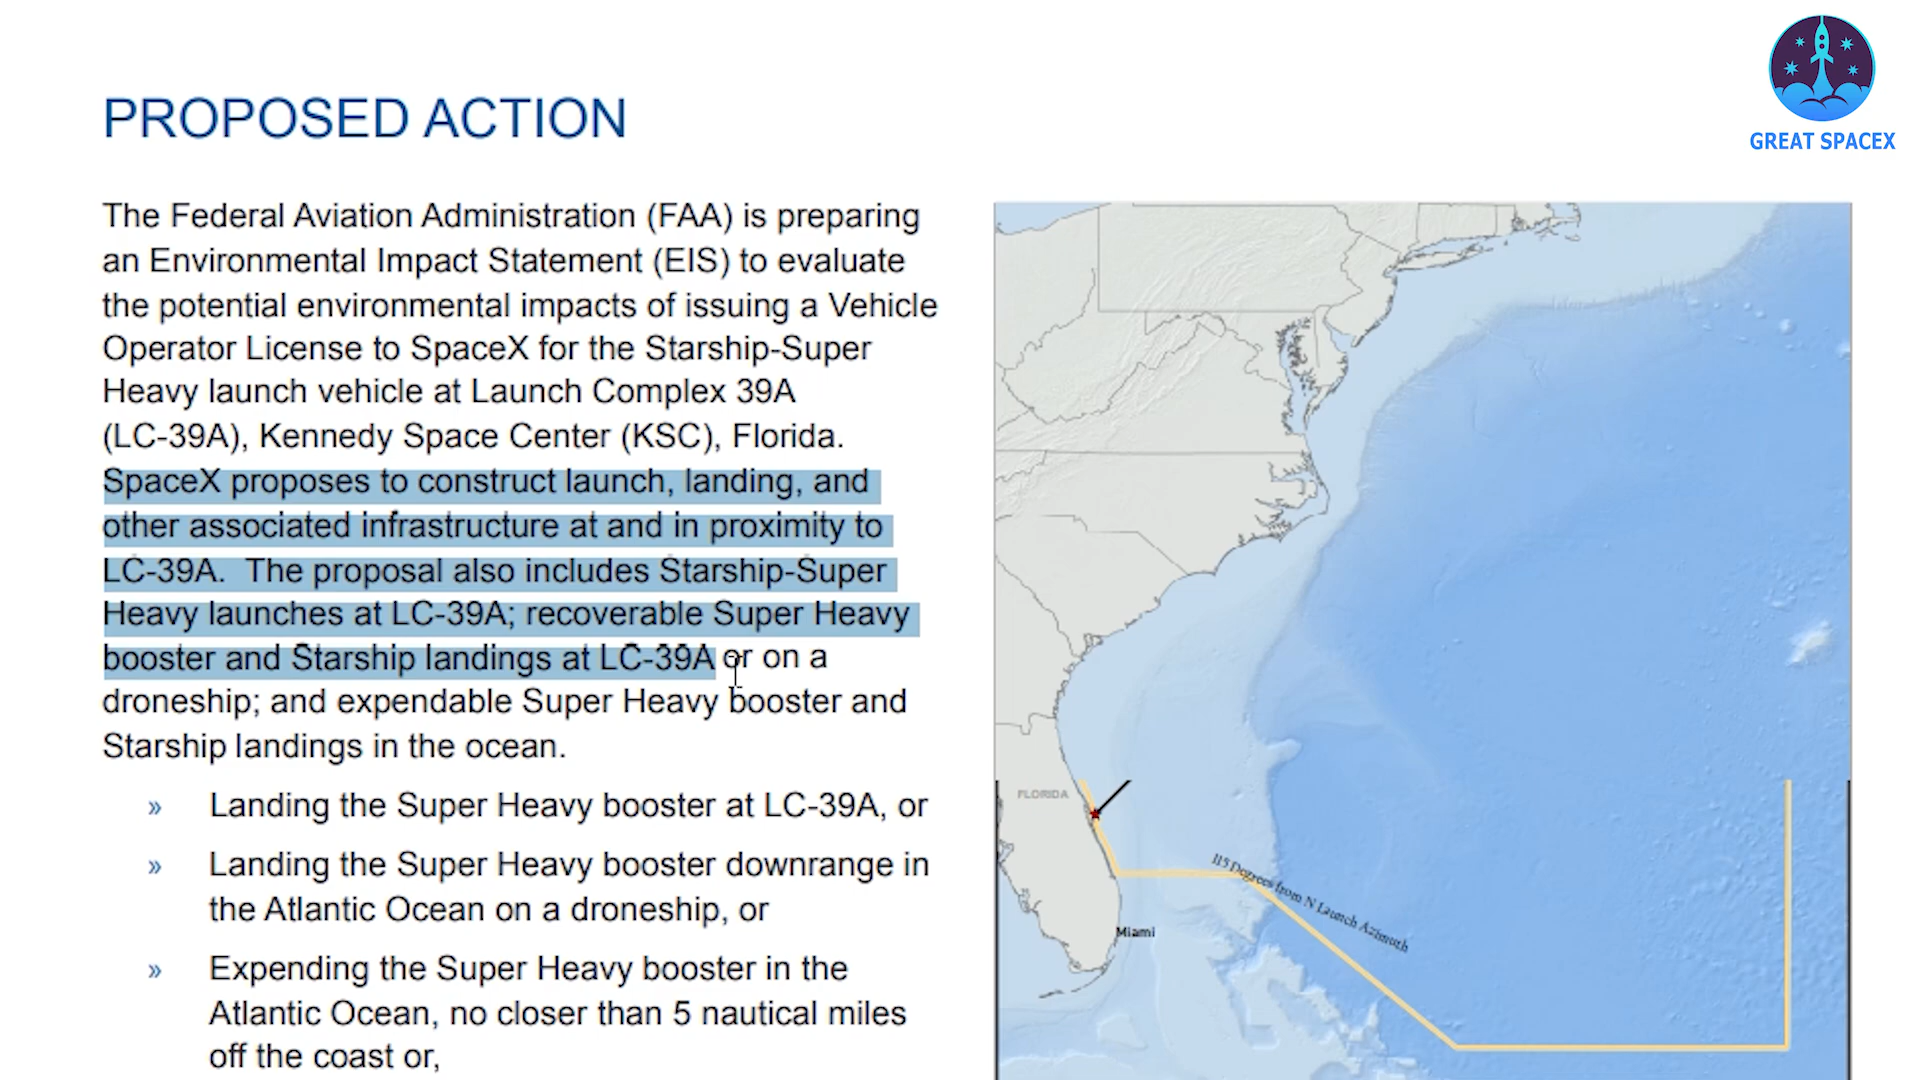 GREAT SPACEX
PROPOSED ACTION
The Federal Aviation Administration (FAA) is preparing
an Environmental Impact Statement (EIS) to evaluate
the potential environmental impacts of issuing a Vehicle
Operator License to SpaceX for the Starship-Super
Heavy launch vehicle at Launch Complex 39A
(LC-39A), Kennedy Space Center (KSC), Florida.
SpaceX proposes to construct launch, landing, and
other associated infrastructure at and in proximity to
LC-39A.  The proposal also includes Starship-Super
Heavy launches at LC-39A; recoverable Super Heavy
booster and Starship landings at LC-39A or on a
droneship; and expendable Super Heavy booster and
Starship landings in the ocean.
» Landing the Super Heavy booster at LC-39A, or
» Landing the Super Heavy booster downrange in
the Atlantic Ocean on a droneship, or
» Expending the Super Heavy booster in the
Atlantic Ocean, no closer than 5 nautical miles
off the coast or,
FLORIDA
115 Degrees from N Launch Azimuth
Miami